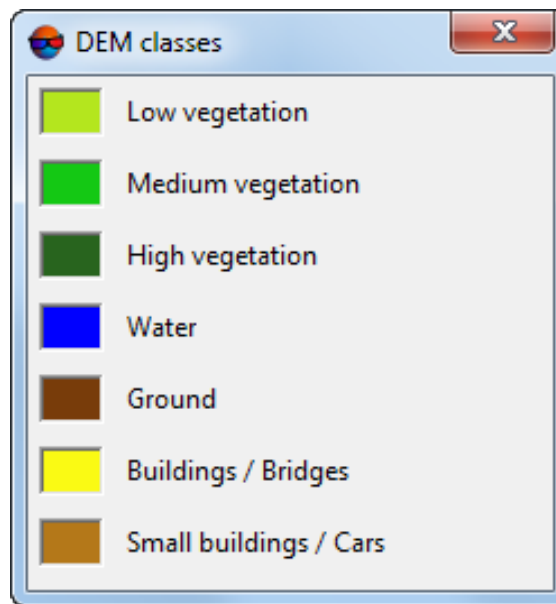 DEM classes
Low vegetation
Medium vegetation
High vegetation
Water
Ground
Buildings / Bridges
Small buildings / Cars